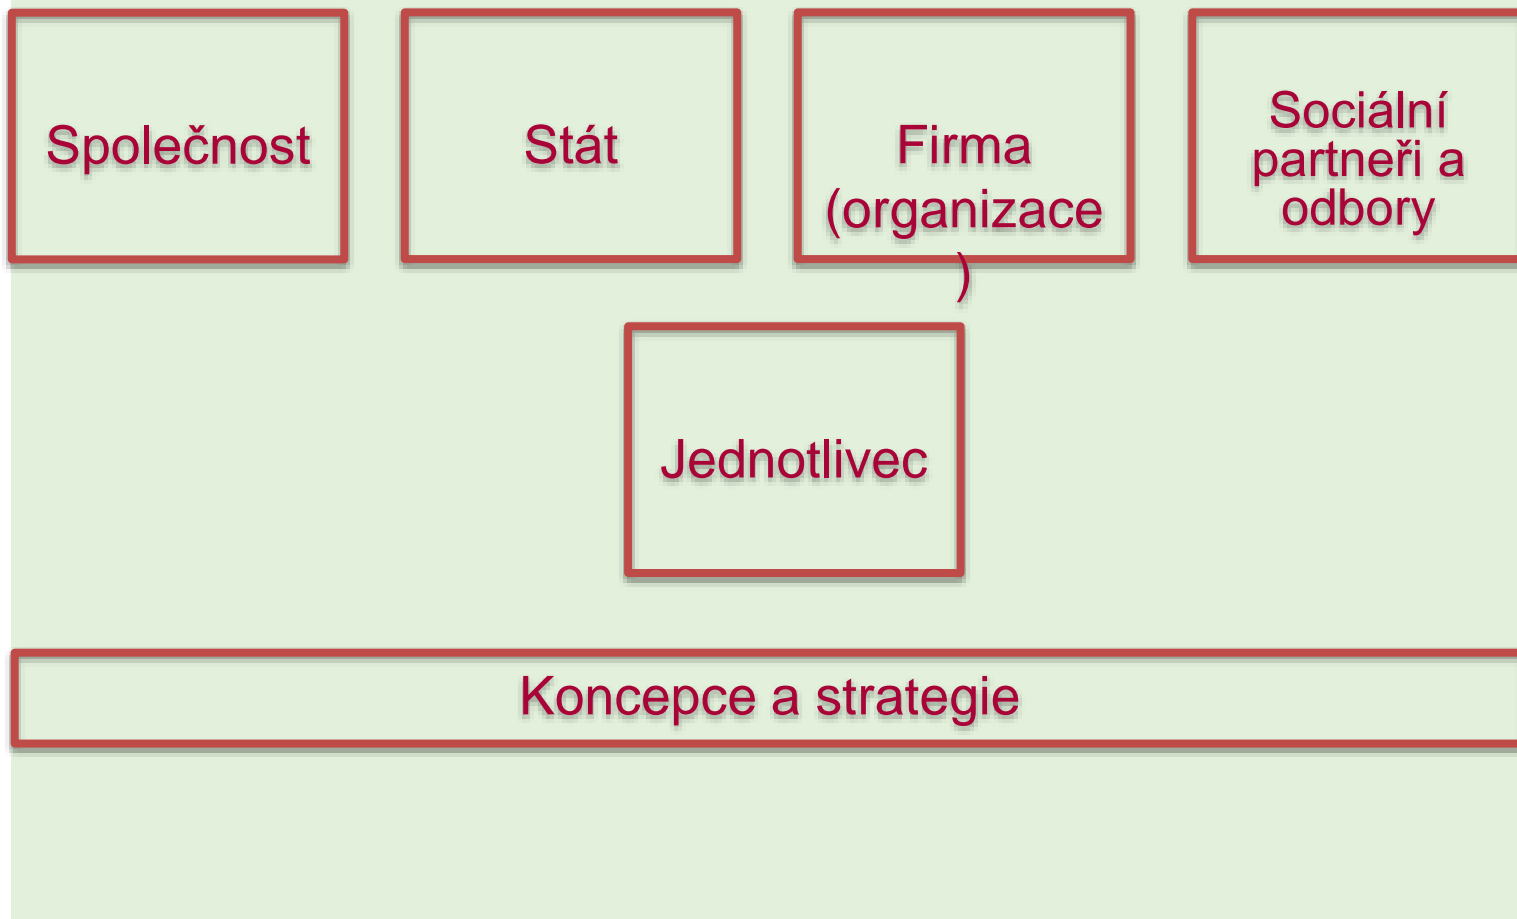 Společnost
Stát
Firma
(organizace
)
Sociální
partneři a
odbory
Jednotlivec
Koncepce a strategie